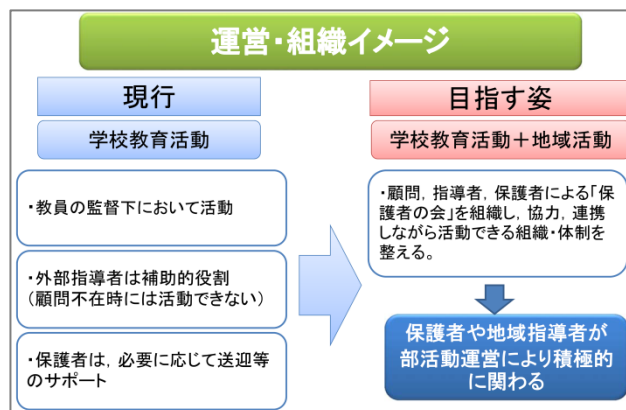 運営・組織イメージ
現行
学校教育活動
・教員の監督下において活動
・外部指導者は補助的役割
(顧問不在時には活動できない)
・保護者は，必要に応じて送迎等
のサポート
目指す姿
学校教育活動＋地域活動
・顧問，指導者，保護者による「保
護者の会」を組織し，協力，連携
しながら活動できる組織・体制を
整える。
保護者や地域指導者が
部活動運営により積極的
に関わる